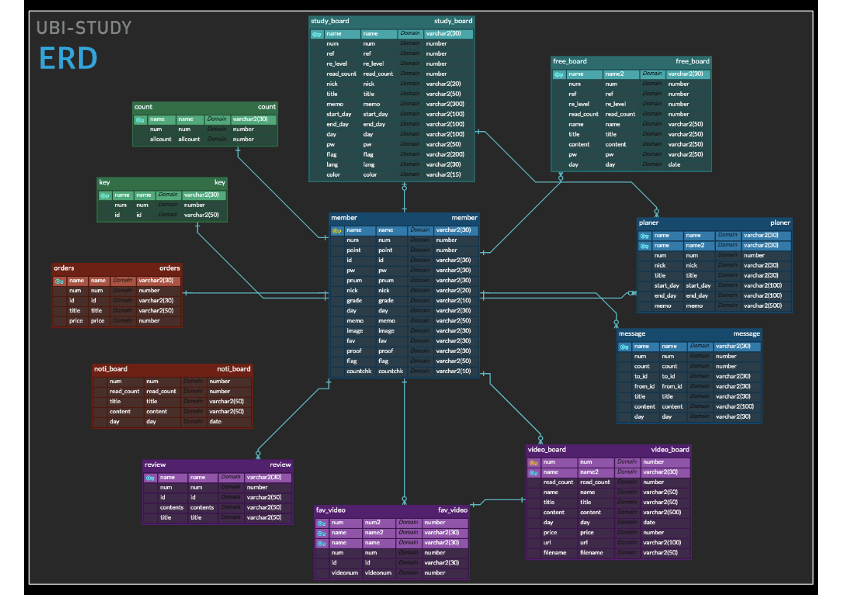 UBI-STUDY
ERD
study_board study_board
name name Domain varchar2(30)
num num Domain number
ref ref Domain number
re_level re_level Domain number
read_count read_count Domain number
nick nick Domain varchar2(20)
title title Domain varchar2(50)
memo memo Domain varchar2(300)
start_day start_day Domain varchar2(100)
end_day end_day Domain varchar2(100)
day day Domain varchar2(100)
pw pw Domain varchar2(50)
flag flag Domain varchar2(200)
lang lang Domain varchar2(30)
color color Domain varchar2(15)
free_board free_board
name name2 Domain varchar2(30)
num num Domain number
ref ref Domain number
re_level re_level Domain number
read_count read_count Domain number
name name Domain varchar2(50)
title title Domain varchar2(50)
content content Domain varchar2(50)
pw pw Domain varchar2(50)
day day Domain date
count count
name name Domain varchar2(30)
num num Domain number
allcount allcount Domain number
key key
name name Domain varchar2(30)
num num Domain number
id id Domain varchar2(50)
member member
name name Domain varchar2(30)
num num Domain number
point point Domain number
id id Domain varchar2(30)
pw pw Domain varchar2(30)
pnum pnum Domain varchar2(30)
nick nick Domain varchar2(20)
grade grade Domain varchar2(10)
day day Domain varchar2(30)
memo memo Domain varchar2(50)
image image Domain varchar2(30)
fav fav Domain varchar2(30)
proof proof Domain varchar2(30)
flag flag Domain varchar2(50)
countchk countchk Domain varchar2(10)
planer planer
name name Domain varchar2(30)
name name2 Domain varchar2(30)
num num Domain number
nick nick Domain varchar2(30)
title title Domain varchar2(30)
start_day start_day Domain varchar2(100)
end_day end_day Domain varchar2(100)
memo memo Domain varchar2(500)
orders orders
name name Domain varchar2(30)
num num Domain number
id id Domain varchar2(30)
title title Domain varchar2(50)
price price Domain number
message message
name name Domain varchar2(30)
num num Domain number
count count Domain number
to_id to_id Domain varchar2(30)
from_id from_id Domain varchar2(30)
title title Domain varchar2(30)
content content Domain varchar2(100)
day day Domain varchar2(30)
noti_board noti_board
num num Domain number
read_count read_count Domain number
title title Domain varchar2(50)
content content Domain varchar2(50)
day day Domain date
review review
name name Domain varchar2(30)
num num Domain number
id id Domain varchar2(50)
contents contents Domain varchar2(50)
title title Domain varchar2(50)
video_board video_board
num num Domain number
name name2 Domain varchar2(30)
read_count read_count Domain number
name name Domain varchar2(50)
title title Domain varchar2(50)
content content Domain varchar2(500)
day day Domain date
price price Domain number
url url Domain varchar2(100)
filename filename Domain varchar2(50)
fav_video fav_video
num num2 Domain number
name name2 Domain varchar2(30)
name name Domain varchar2(30)
num num Domain number
id id Domain varchar2(30)
videonum videonum Domain number